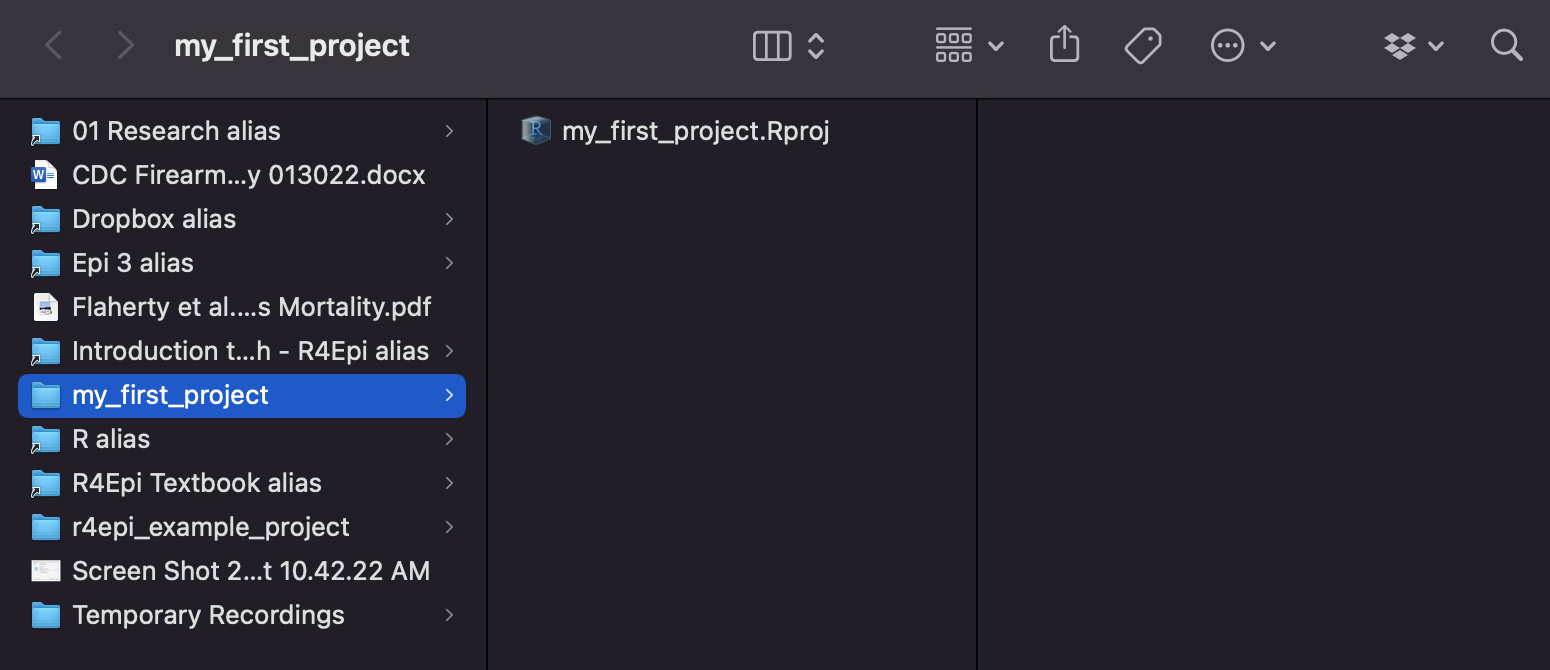 my_first_project
01 Research alias
CDC Firearm...y 013022.docx
Dropbox alias
Epi 3 alias
Flaherty et al....s Mortality.pdf
Introduction t...h - R4Epi alias
my_first_project
R alias
R4Epi Textbook alias
r4epi_example_project
Screen Shot 2...t 10.42.22 AM
Temporary Recordings
my_first_project.Rproj